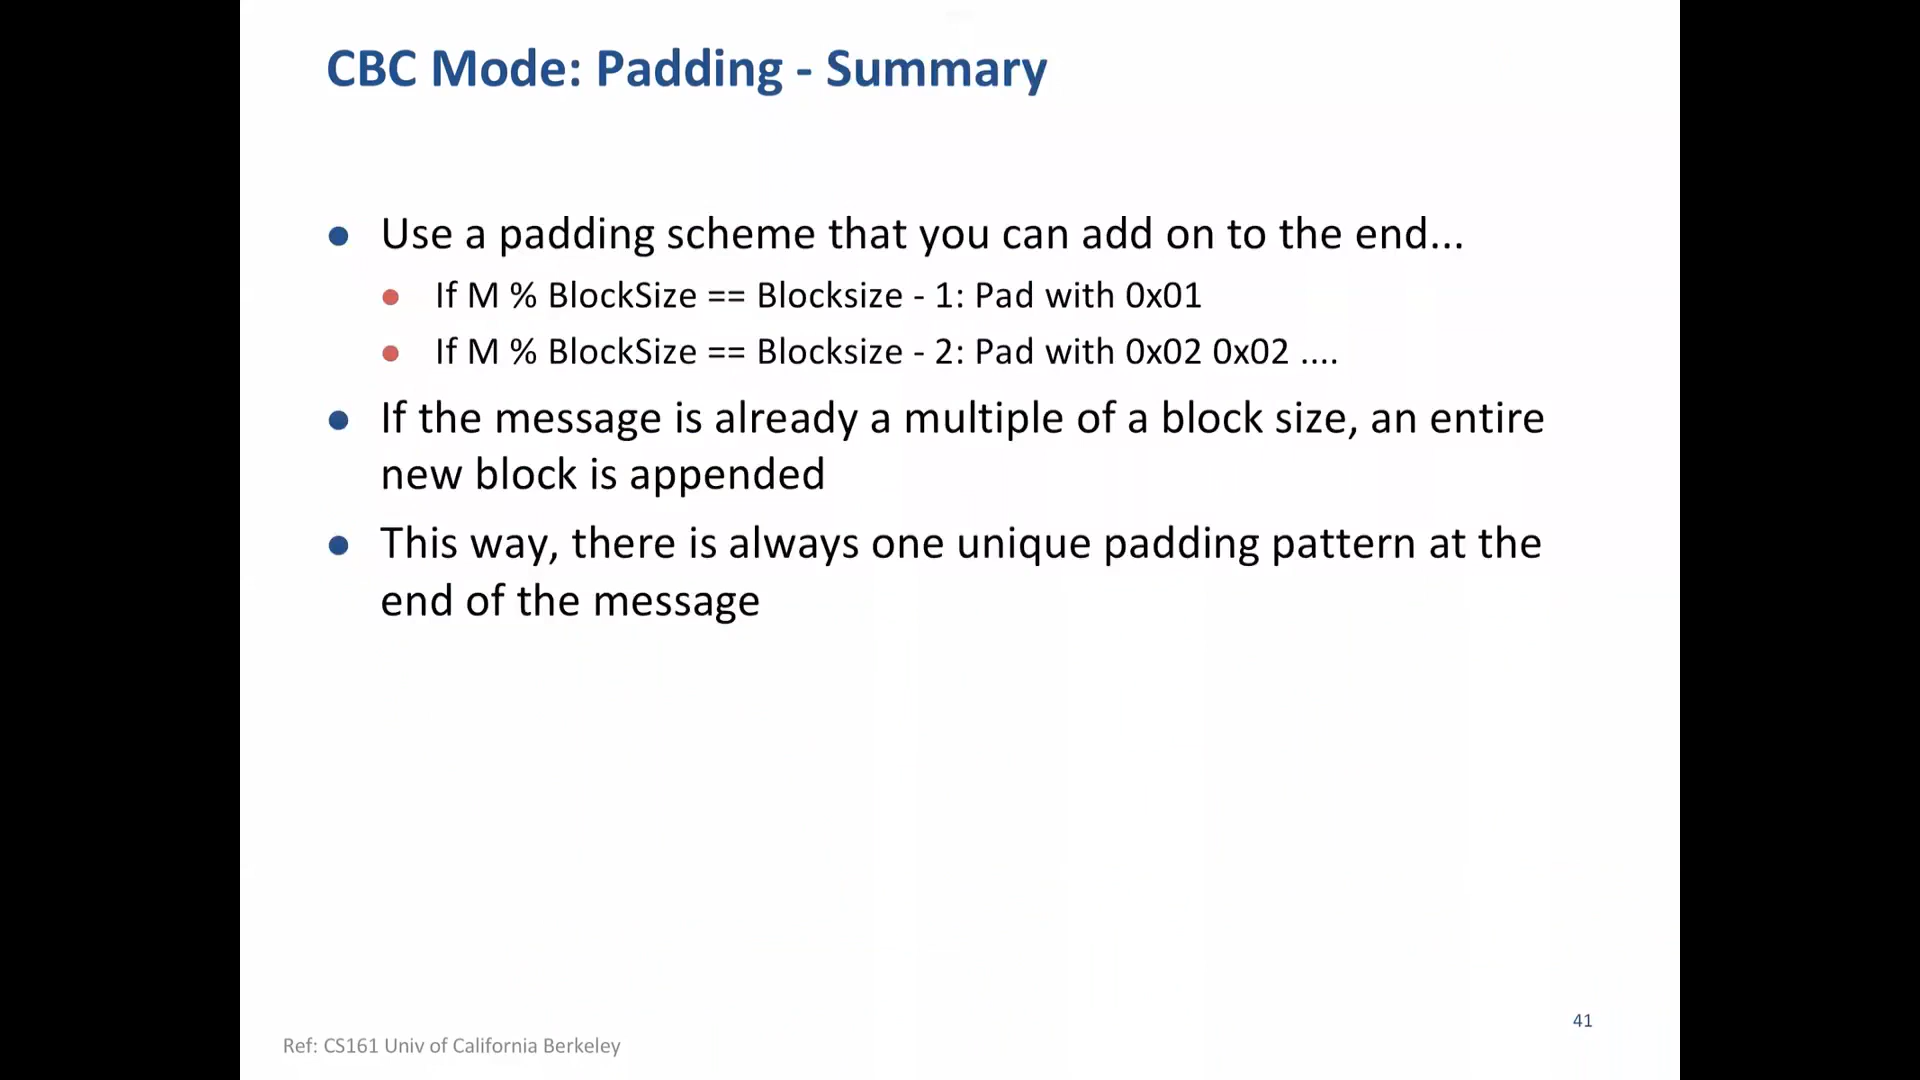 CBC Mode: Padding - Summary
● Use a padding scheme that you can add on to the end...
● If M % BlockSize == Blocksize - 1: Pad with 0x01
● If M % BlockSize == Blocksize - 2: Pad with 0x02 0x02 ....
● If the message is already a multiple of a block size, an entire
new block is appended
● This way, there is always one unique padding pattern at the
end of the message
41
Ref: CS161 Univ of California Berkeley